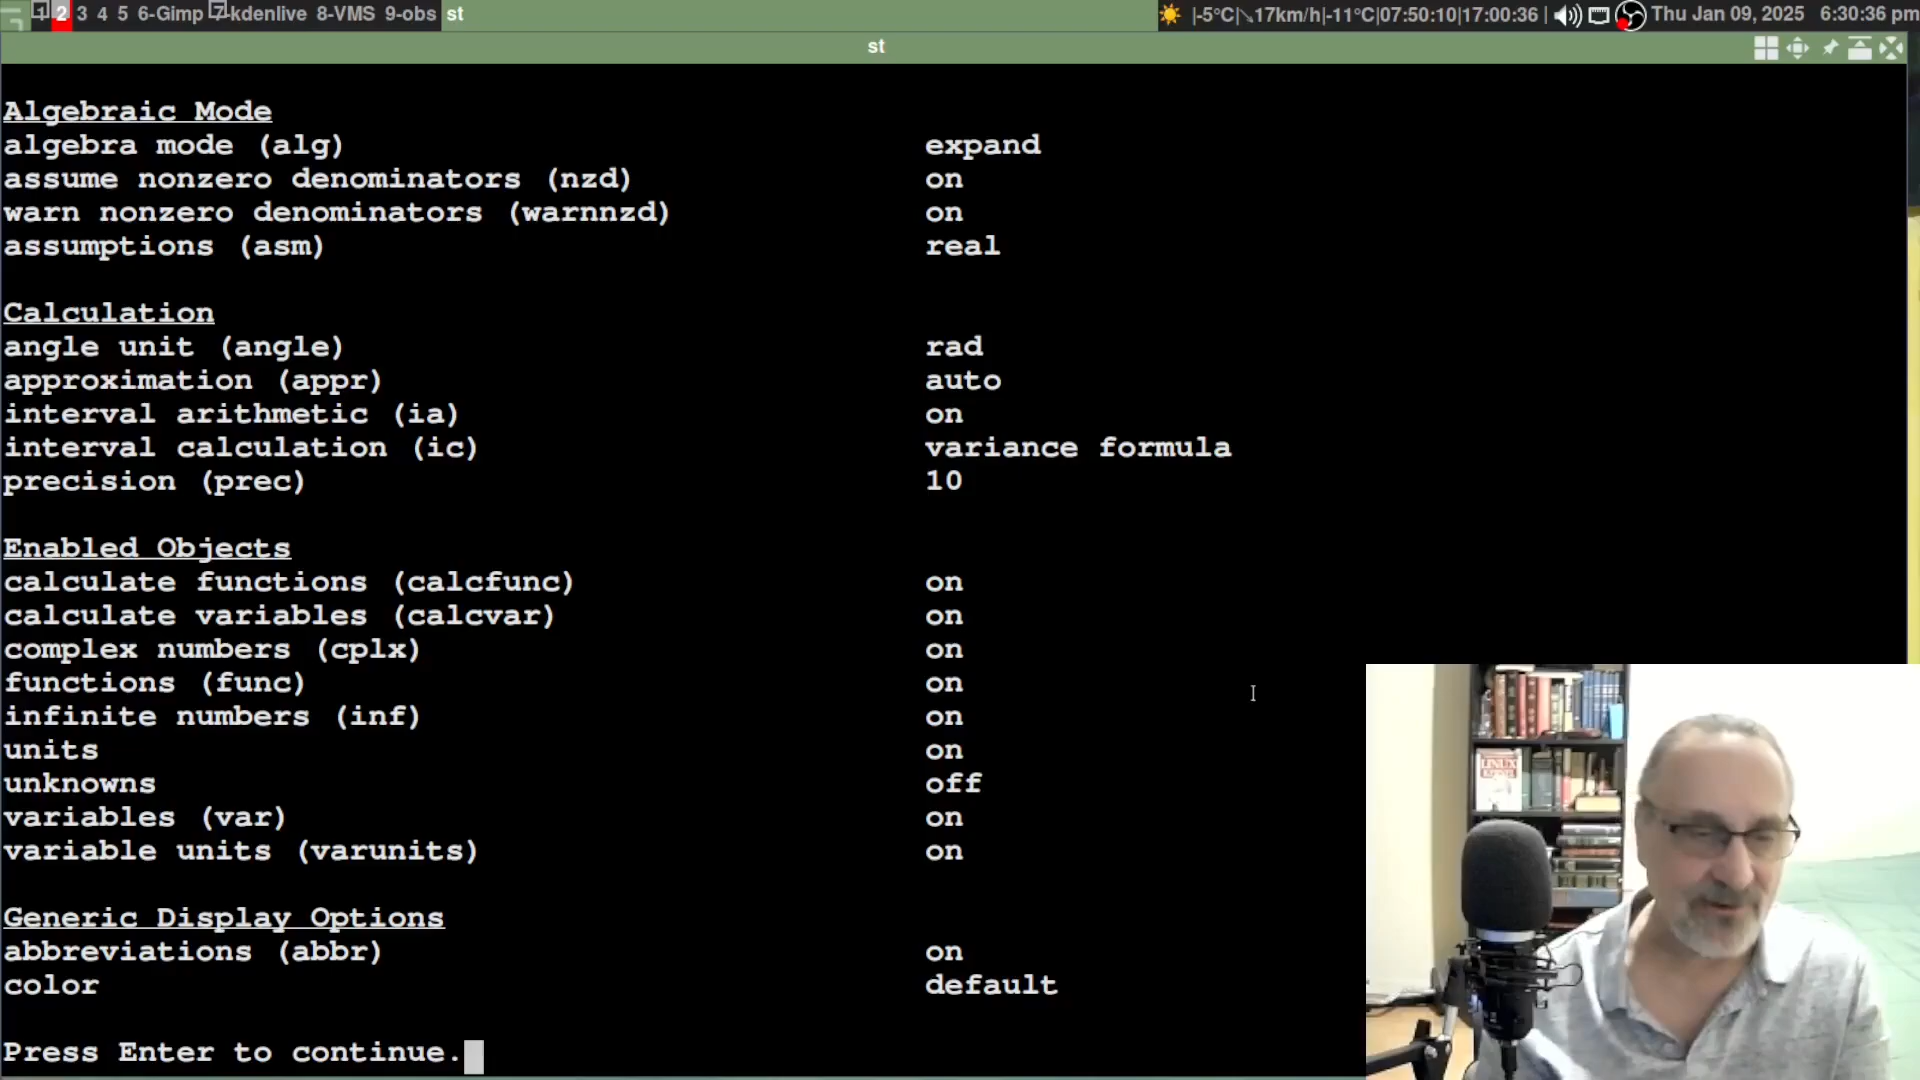 1 2 3 4 5 6-Gimp 7-kdenlive 8-VMS 9-obs st |-5°C|↘17km/h|-11°C|07:50:10|17:00:36| Thu Jan 09, 2025 6:30:36 pm
st
Algebraic Mode
algebra mode (alg) expand
assume nonzero denominators (nzd) on
warn nonzero denominators (warnnzd) on
assumptions (asm) real
Calculation
angle unit (angle) rad
approximation (appr) auto
interval arithmetic (ia) on
interval calculation (ic) variance formula
precision (prec) 10
Enabled Objects
calculate functions (calcfunc) on
calculate variables (calcvar) on
complex numbers (cplx) on
functions (func) on
infinite numbers (inf) on
units on
unknowns off
variables (var) on
variable units (varunits) on
Generic Display Options
abbreviations (abbr) on
color default
Press Enter to continue.
LINUX